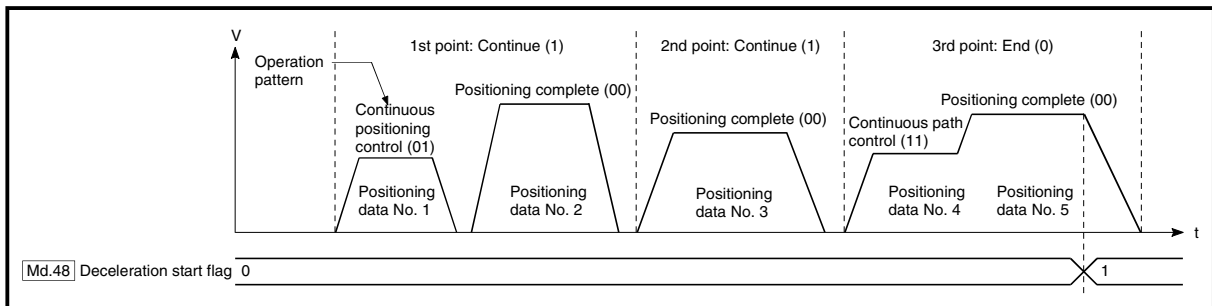 V
1st point: Continue (1)
2nd point: Continue (1)
3rd point: End (0)
Operation
pattern
Positioning complete (00)
Continuous
positioning
control (01)
Positioning complete (00)
Positioning complete (00)
Continuous path
control (11)
Positioning
data No. 1
Positioning
data No. 2
Positioning
data No. 3
Positioning
data No. 4
Positioning
data No. 5
t
Md.48 Deceleration start flag 0
1